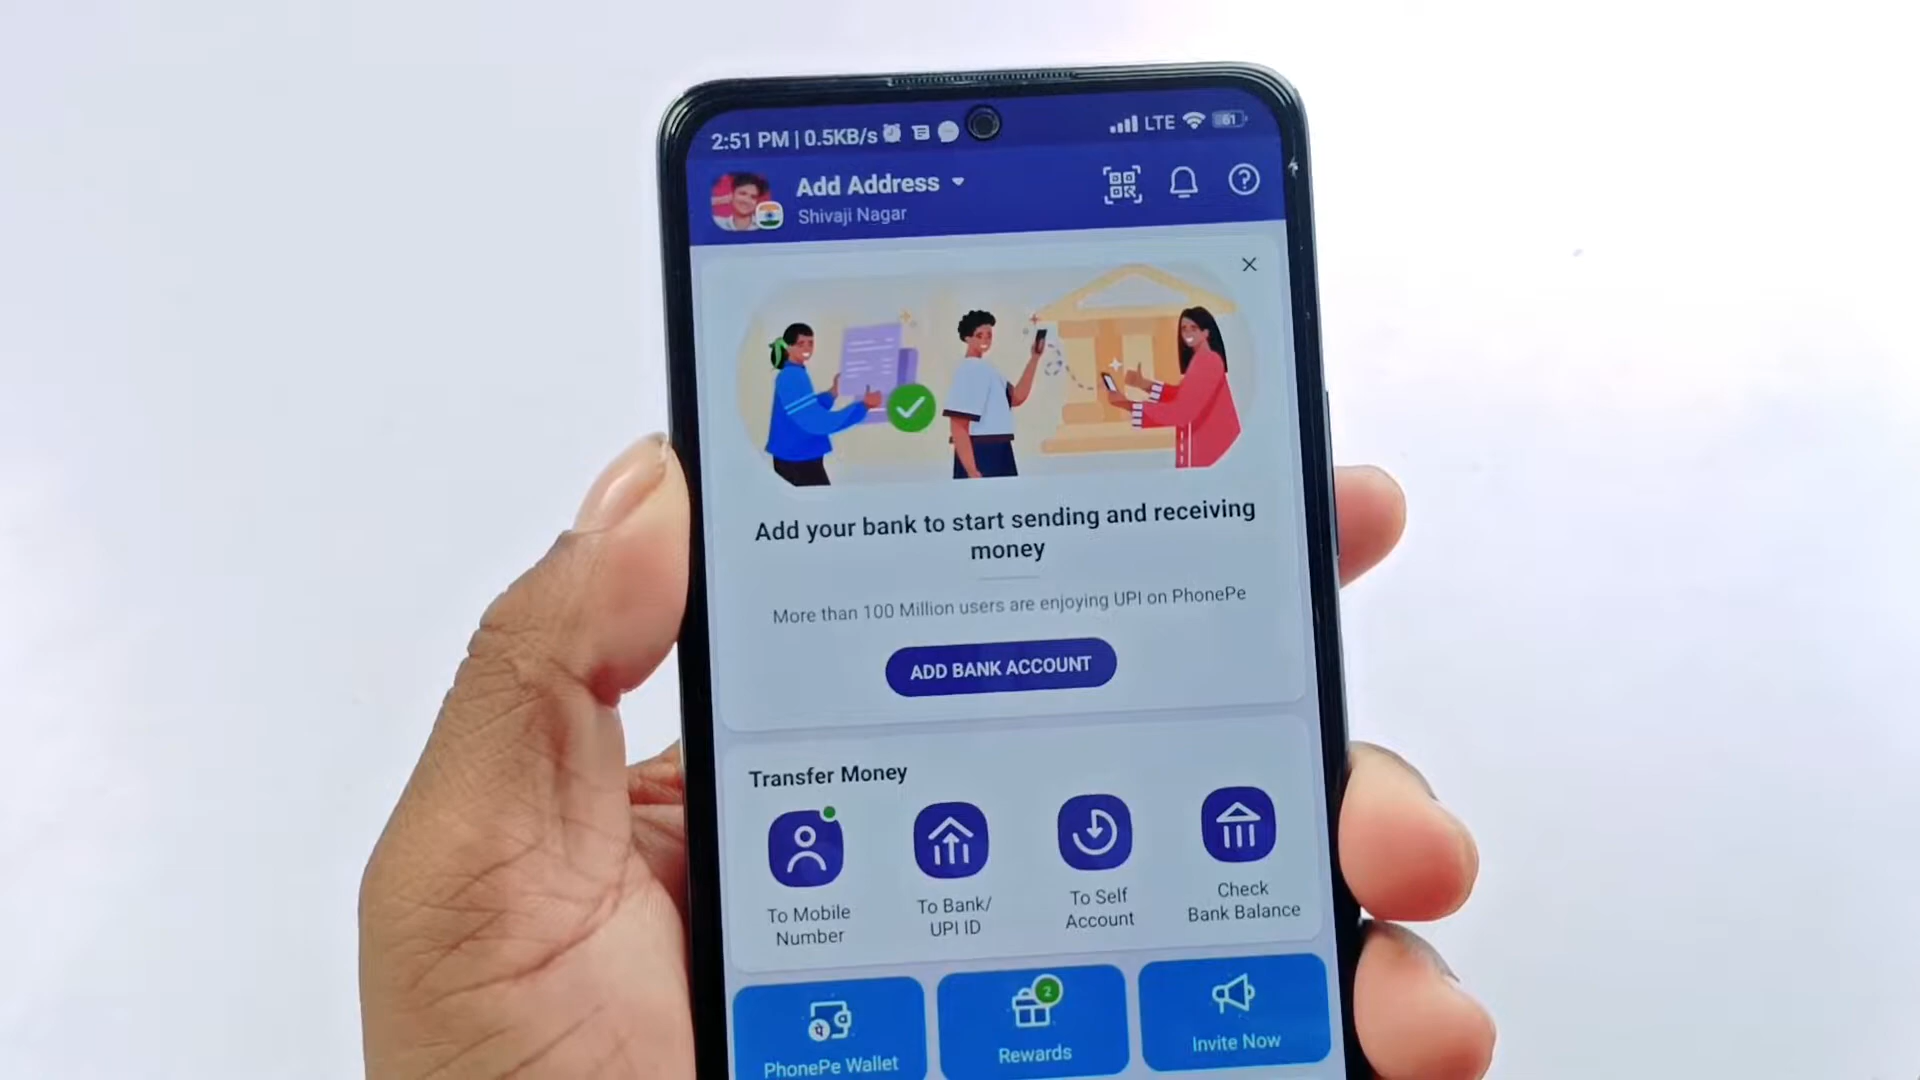 2:51 PM | 0.5KB/s LTE 61
Add Address
Shivaji Nagar
Add your bank to start sending and receiving
money
More than 100 Million users are enjoying UPI on PhonePe
ADD BANK ACCOUNT
Transfer Money
To Mobile
Number
To Bank/
UPI ID
To Self
Account
Check
Bank Balance
पे
PhonePe Wallet
2
Rewards
Invite Now